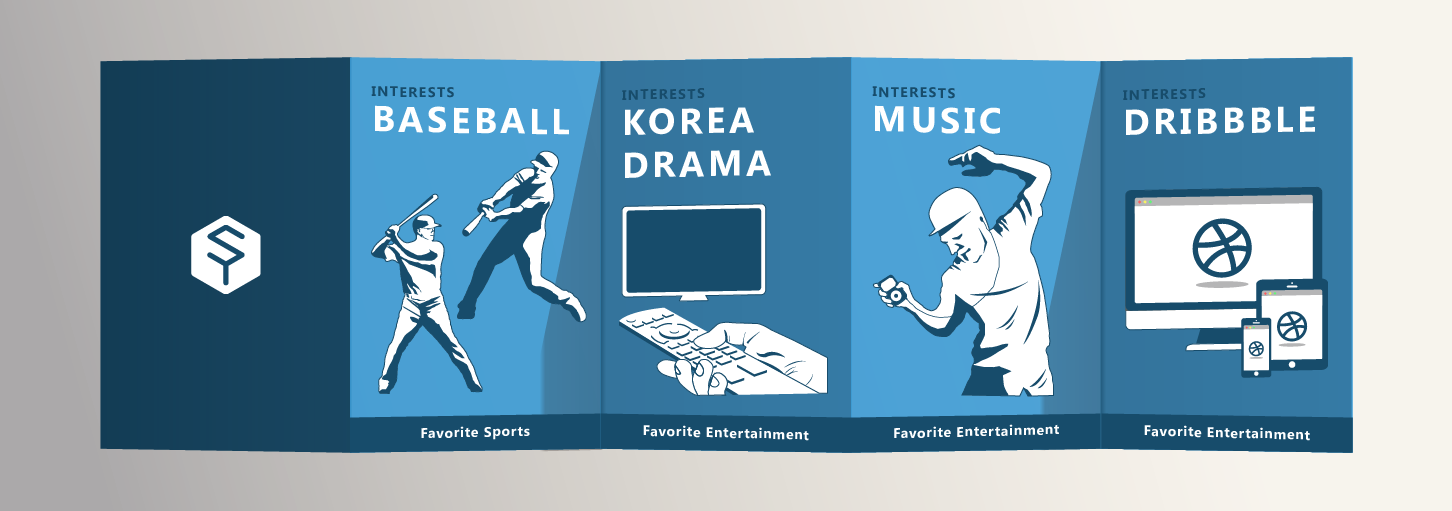 INTERESTS
BASEBALL
Favorite Sports
INTERESTS
KOREA
DRAMA
Favorite Entertainment
INTERESTS
MUSIC
Favorite Entertainment
INTERESTS
DRIBBBLE
Favorite Entertainment